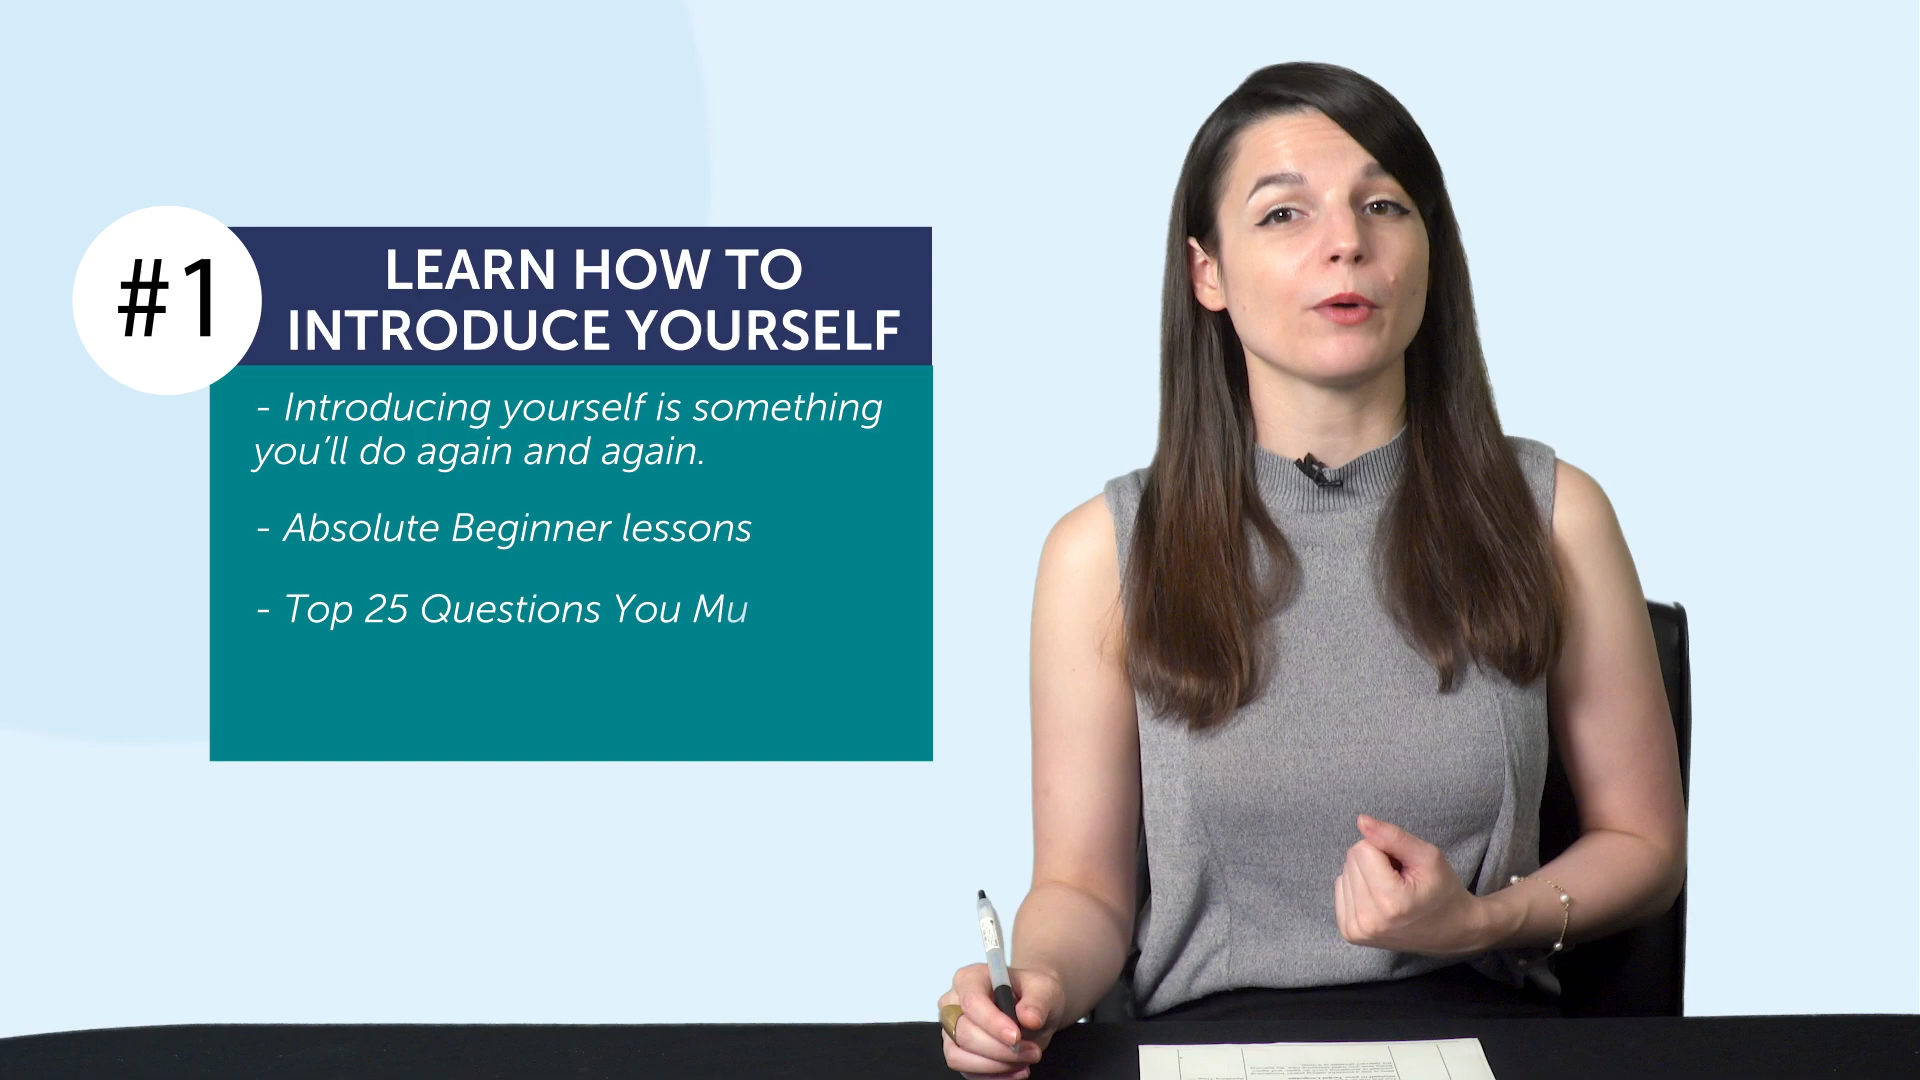 #1
LEARN HOW TO
INTRODUCE YOURSELF
- Introducing yourself is something
you'll do again and again.
- Absolute Beginner lessons
- Top 25 Questions You Mu